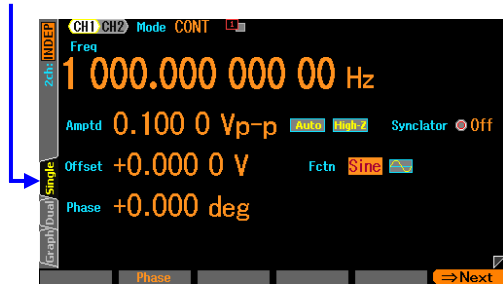 CH1 CH2 Mode CONT 1
2ch: INDEP
Freq
1 000.000 000 00 Hz
Amptd 0.100 0 Vp-p Auto High-Z Synclator Off
Offset +0.000 0 V Fctn Sine
Phase +0.000 deg
Single
Dual
Graph
Phase ⇒Next